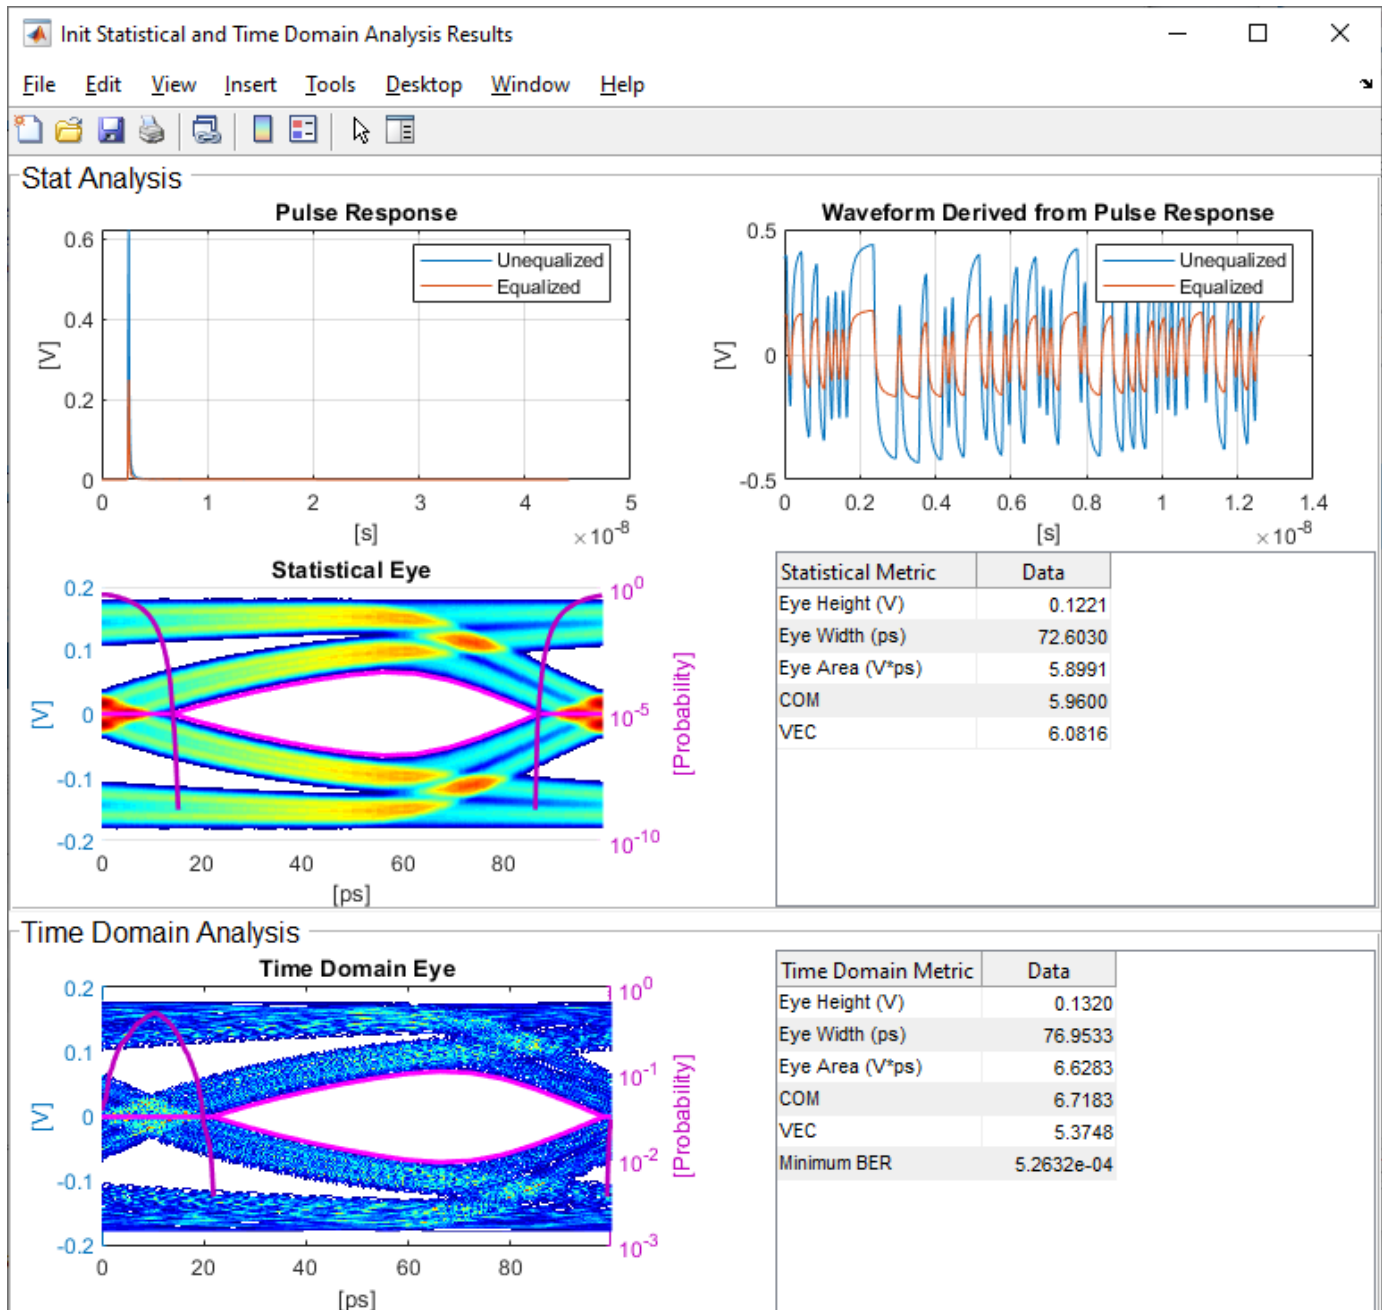 Init Statistical and Time Domain Analysis Results
File Edit View Insert Tools Desktop Window Help
Stat Analysis
Pulse Response
0.6
0.4
0.2
0
[V]
Unequalized
Equalized
0 1 2 3 4 5
[s]
×10-8
Waveform Derived from Pulse Response
0.5
0
-0.5
[V]
Unequalized
Equalized
0 0.2 0.4 0.6 0.8 1 1.2 1.4
[s]
×10-8
Statistical Eye
0.2
0.1
0
-0.1
-0.2
[V]
10^0
10^-5
10^-10
[Probability]
0 20 40 60 80
[ps]
Statistical Metric Data
Eye Height (V) 0.1221
Eye Width (ps) 72.6030
Eye Area (V*ps) 5.8991
COM 5.9600
VEC 6.0816
Time Domain Analysis
Time Domain Eye
0.2
0.1
0
-0.1
-0.2
[V]
10^0
10^-1
10^-2
10^-3
[Probability]
0 20 40 60 80
[ps]
Time Domain Metric Data
Eye Height (V) 0.1320
Eye Width (ps) 76.9533
Eye Area (V*ps) 6.6283
COM 6.7183
VEC 5.3748
Minimum BER 5.2632e-04